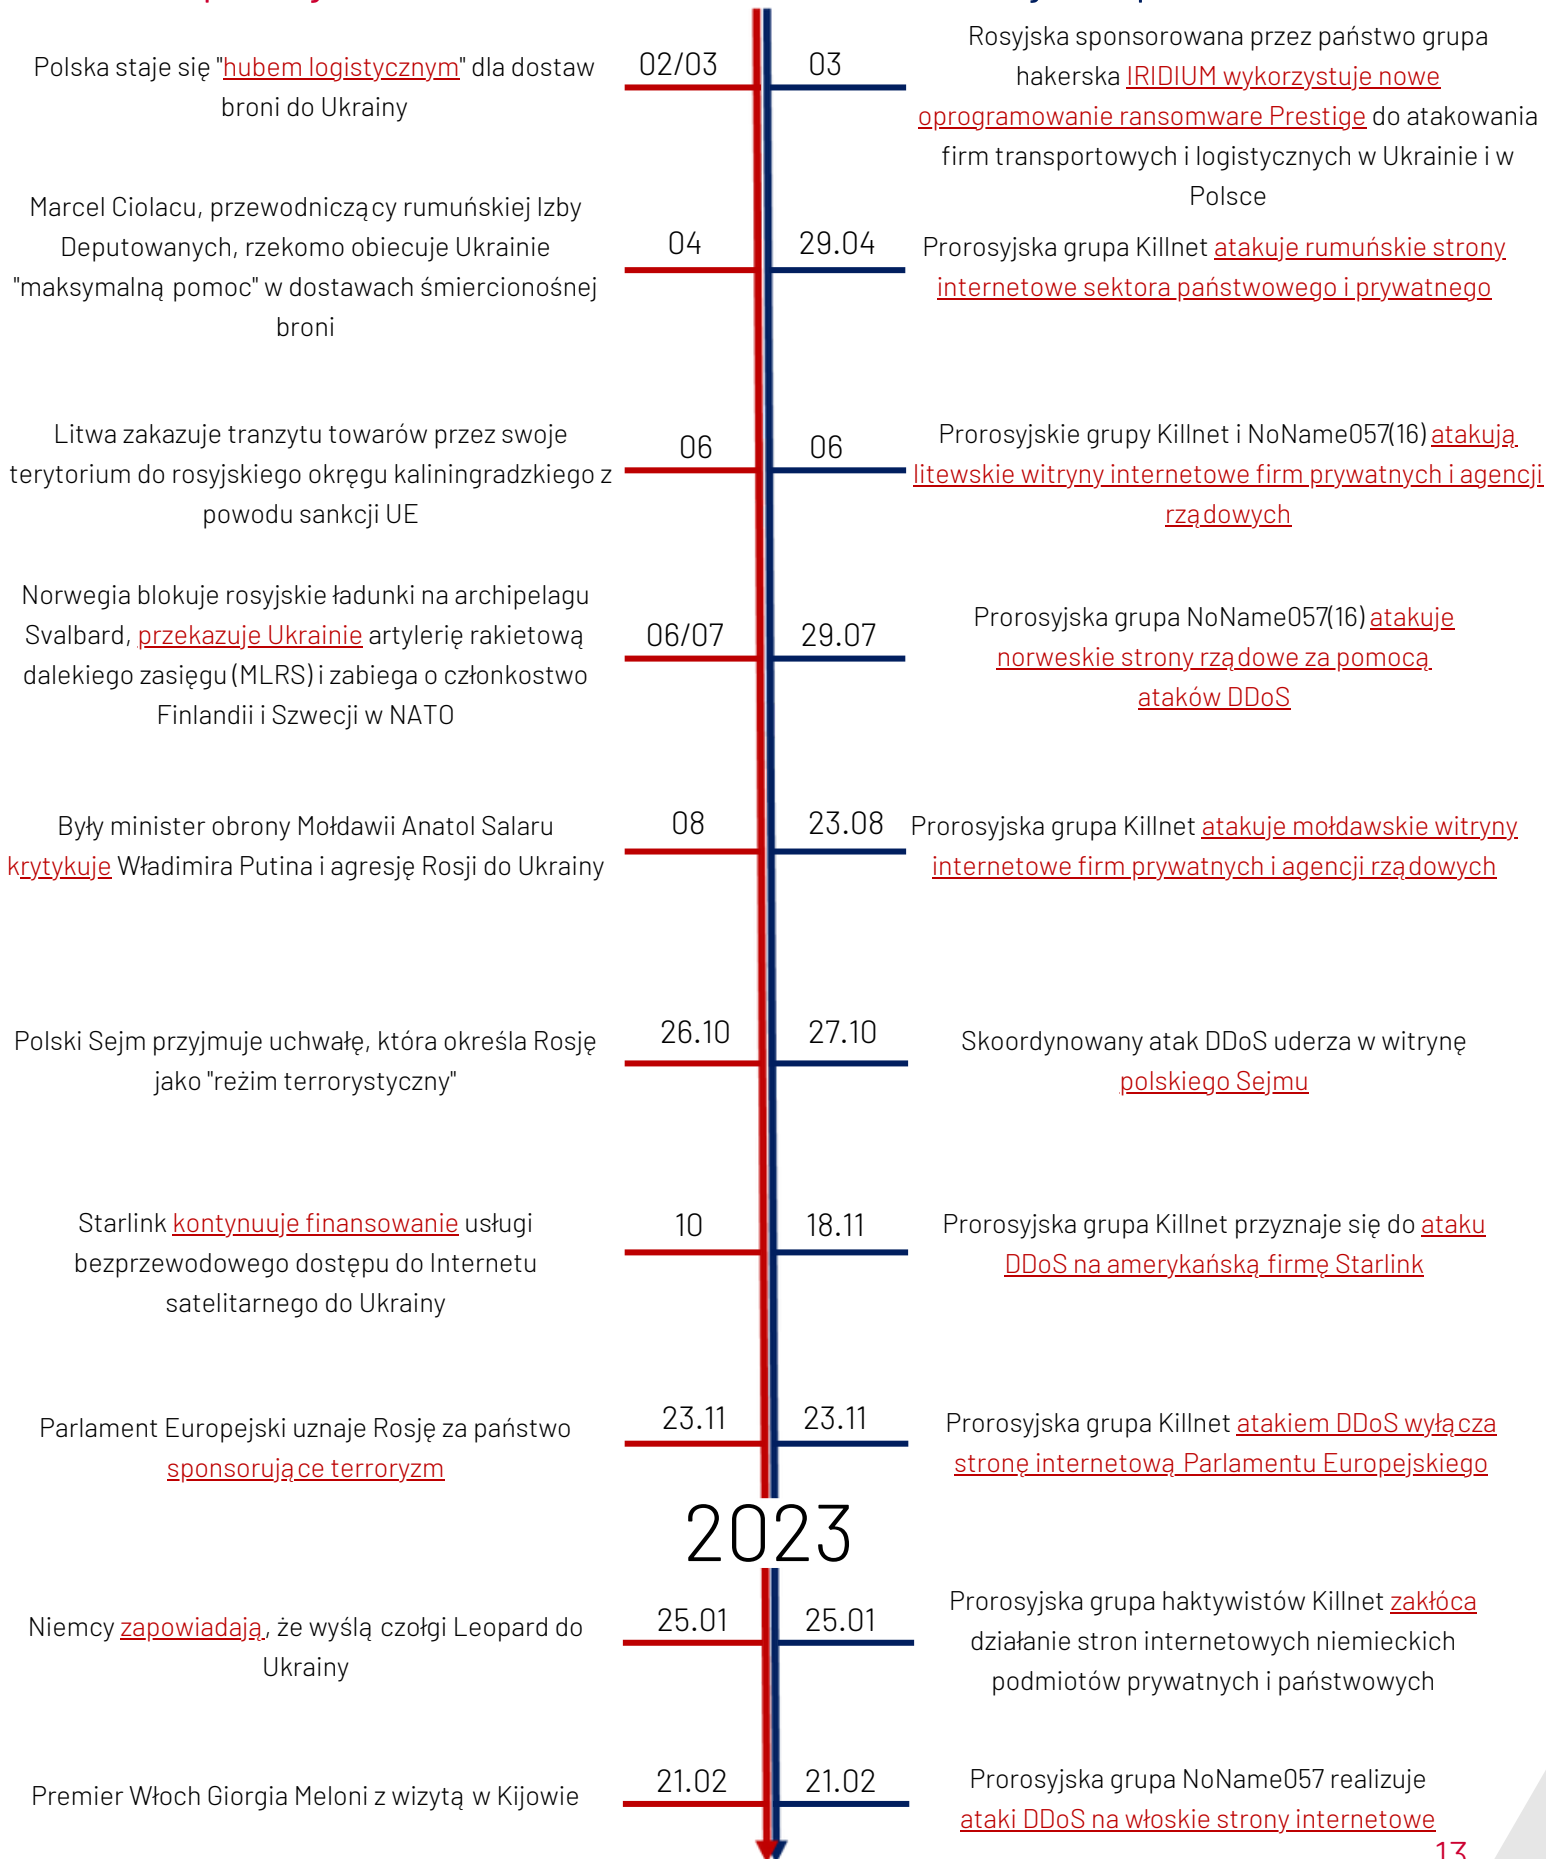 Polska staje się "hubem logistycznym" dla dostaw
broni do Ukrainy
02/03
03
Rosyjska sponsorowana przez państwo grupa
hakerska IRIDIUM wykorzystuje nowe
oprogramowanie ransomware Prestige do atakowania
firm transportowych i logistycznych w Ukrainie i w
Polsce
Marcel Ciolacu, przewodniczący rumuńskiej Izby
Deputowanych, rzekomo obiecuje Ukrainie
"maksymalną pomoc" w dostawach śmiercionośnej
broni
04
29.04
Prorosyjska grupa Killnet atakuje rumuńskie strony
internetowe sektora państwowego i prywatnego
Litwa zakazuje tranzytu towarów przez swoje
terytorium do rosyjskiego okręgu kaliningradzkiego z
powodu sankcji UE
06
06
Prorosyjskie grupy Killnet i NoName057(16) atakują
litewskie witryny internetowe firm prywatnych i agencji
rządowych
Norwegia blokuje rosyjskie ładunki na archipelagu
Svalbard, przekazuje Ukrainie artylerię rakietową
dalekiego zasięgu (MLRS) i zabiega o członkostwo
Finlandii i Szwecji w NATO
06/07
29.07
Prorosyjska grupa NoName057(16) atakuje
norweskie strony rządowe za pomocą
ataków DDoS
Były minister obrony Mołdawii Anatol Salaru
krytykuje Władimira Putina i agresję Rosji do Ukrainy
08
23.08
Prorosyjska grupa Killnet atakuje mołdawskie witryny
internetowe firm prywatnych i agencji rządowych
Polski Sejm przyjmuje uchwałę, która określa Rosję
jako "reżim terrorystyczny"
26.10
27.10
Skoordynowany atak DDoS uderza w witrynę
polskiego Sejmu
Starlink kontynuuje finansowanie usługi
bezprzewodowego dostępu do Internetu
satelitarnego do Ukrainy
10
18.11
Prorosyjska grupa Killnet przyznaje się do ataku
DDoS na amerykańską firmę Starlink
Parlament Europejski uznaje Rosję za państwo
sponsorujące terroryzm
23.11
23.11
Prorosyjska grupa Killnet atakiem DDoS wyłącza
stronę internetową Parlamentu Europejskiego
2023
Niemcy zapowiadają, że wyślą czołgi Leopard do
Ukrainy
25.01
25.01
Prorosyjska grupa haktywistów Killnet zakłóca
działanie stron internetowych niemieckich
podmiotów prywatnych i państwowych
Premier Włoch Giorgia Meloni z wizytą w Kijowie
21.02
21.02
Prorosyjska grupa NoName057 realizuje
ataki DDoS na włoskie strony internetowe
13